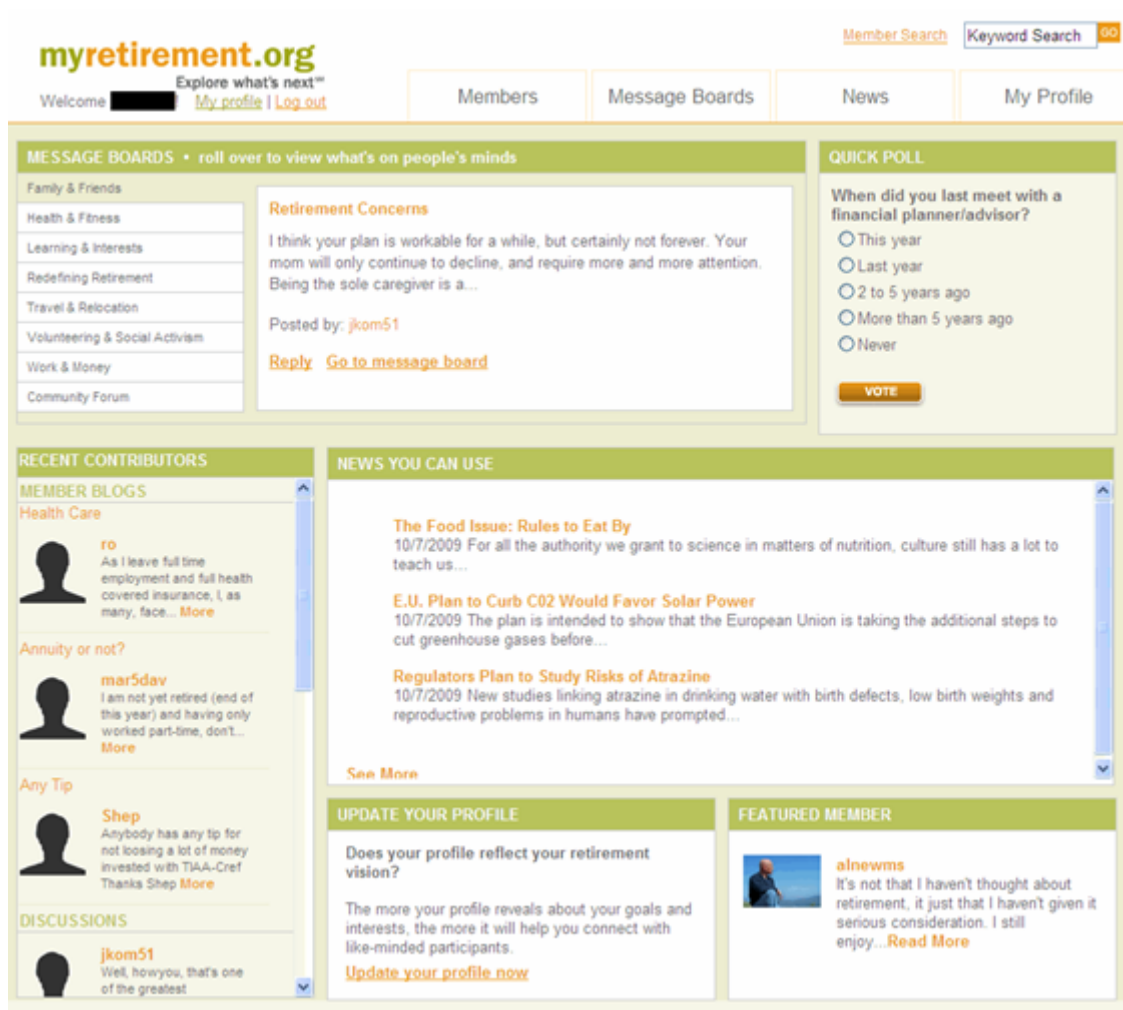 myretirement.org
Explore what's next℠
Welcome ! My profile | Log out
Member Search
Keyword Search GO
Members
Message Boards
News
My Profile
MESSAGE BOARDS • roll over to view what's on people's minds
Family & Friends
Health & Fitness
Learning & Interests
Redefining Retirement
Travel & Relocation
Volunteering & Social Activism
Work & Money
Community Forum
Retirement Concerns
I think your plan is workable for a while, but certainly not forever. Your
mom will only continue to decline, and require more and more attention.
Being the sole caregiver is a...
Posted by: jkom51
Reply Go to message board
QUICK POLL
When did you last meet with a
financial planner/advisor?
This year
Last year
2 to 5 years ago
More than 5 years ago
Never
VOTE
RECENT CONTRIBUTORS
MEMBER BLOGS
Health Care
ro
As I leave full time
employment and full health
covered insurance, I, as
many, face... More
Annuity or not?
mar5dav
I am not yet retired (end of
this year) and having only
worked part-time, don't...
More
Any Tip
Shep
Anybody has any tip for
not loosing a lot of money
invested with TIAA-Cref
Thanks Shep More
DISCUSSIONS
jkom51
Well, howyou, that's one
of the greatest
NEWS YOU CAN USE
The Food Issue: Rules to Eat By
10/7/2009 For all the authority we grant to science in matters of nutrition, culture still has a lot to
teach us...
E.U. Plan to Curb C02 Would Favor Solar Power
10/7/2009 The plan is intended to show that the European Union is taking the additional steps to
cut greenhouse gases before...
Regulators Plan to Study Risks of Atrazine
10/7/2009 New studies linking atrazine in drinking water with birth defects, low birth weights and
reproductive problems in humans have prompted...
See More
UPDATE YOUR PROFILE
Does your profile reflect your retirement
vision?
The more your profile reveals about your goals and
interests, the more it will help you connect with
like-minded participants.
Update your profile now
FEATURED MEMBER
alnewms
It's not that I haven't thought about
retirement, it just that I haven't given it
serious consideration. I still
enjoy...Read More